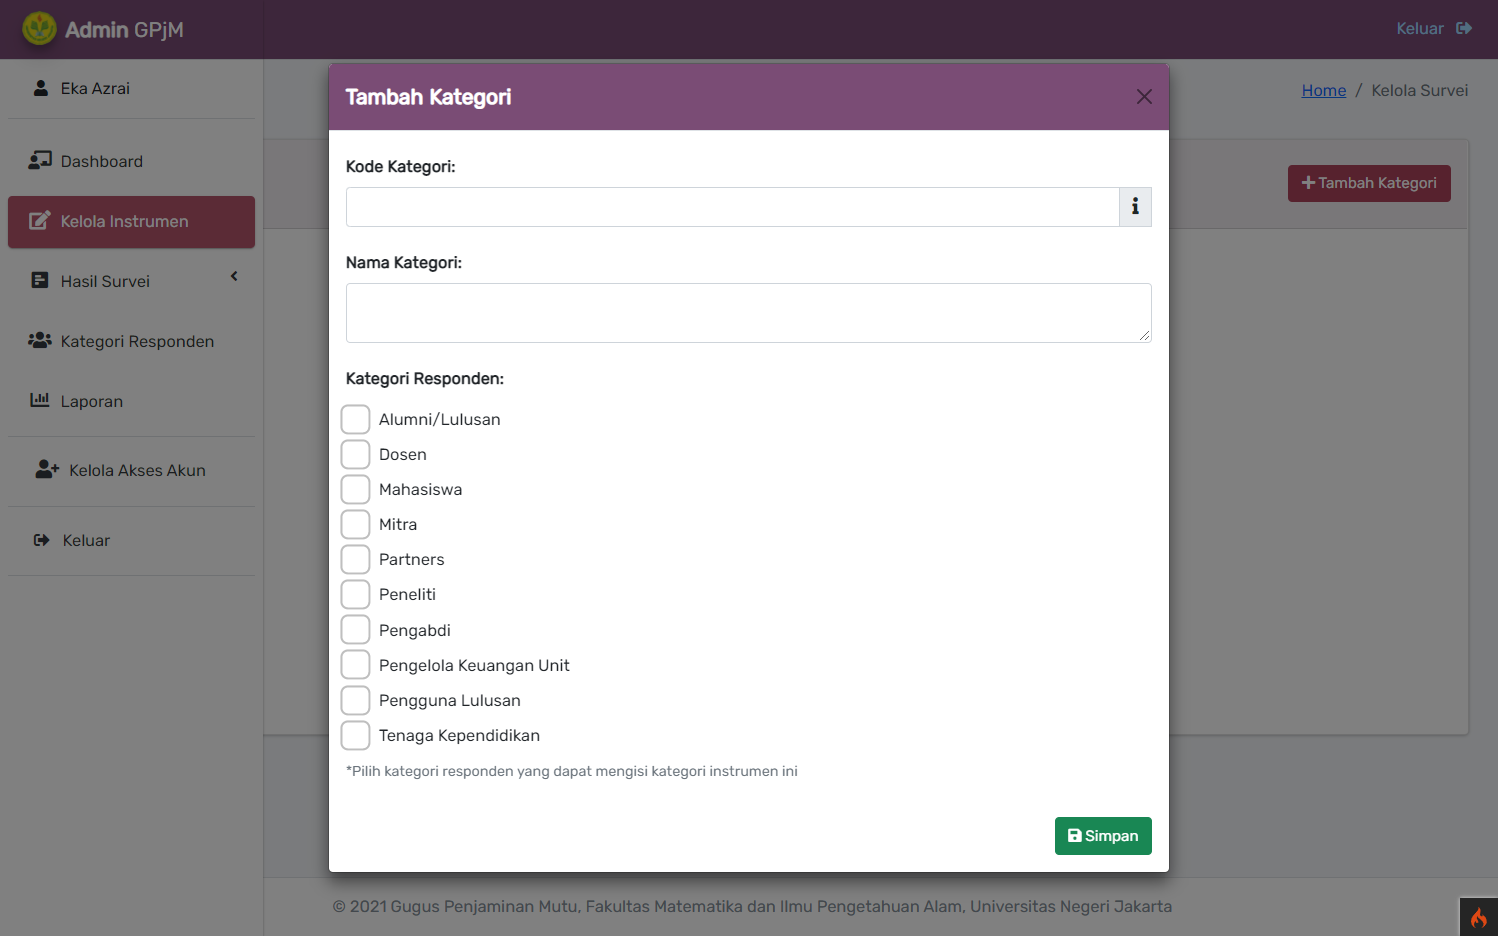 Admin GPjM
Keluar
Eka Azrai
Dashboard
Kelola Instrumen
Hasil Survei
Kategori Responden
Laporan
Kelola Akses Akun
Keluar
Home / Kelola Survei
Tambah Kategori
Tambah Kategori
Kode Kategori:
Nama Kategori:
Kategori Responden:
Alumni/Lulusan
Dosen
Mahasiswa
Mitra
Partners
Peneliti
Pengabdi
Pengelola Keuangan Unit
Pengguna Lulusan
Tenaga Kependidikan
*Pilih kategori responden yang dapat mengisi kategori instrumen ini
Simpan
© 2021 Gugus Penjaminan Mutu, Fakultas Matematika dan Ilmu Pengetahuan Alam, Universitas Negeri Jakarta